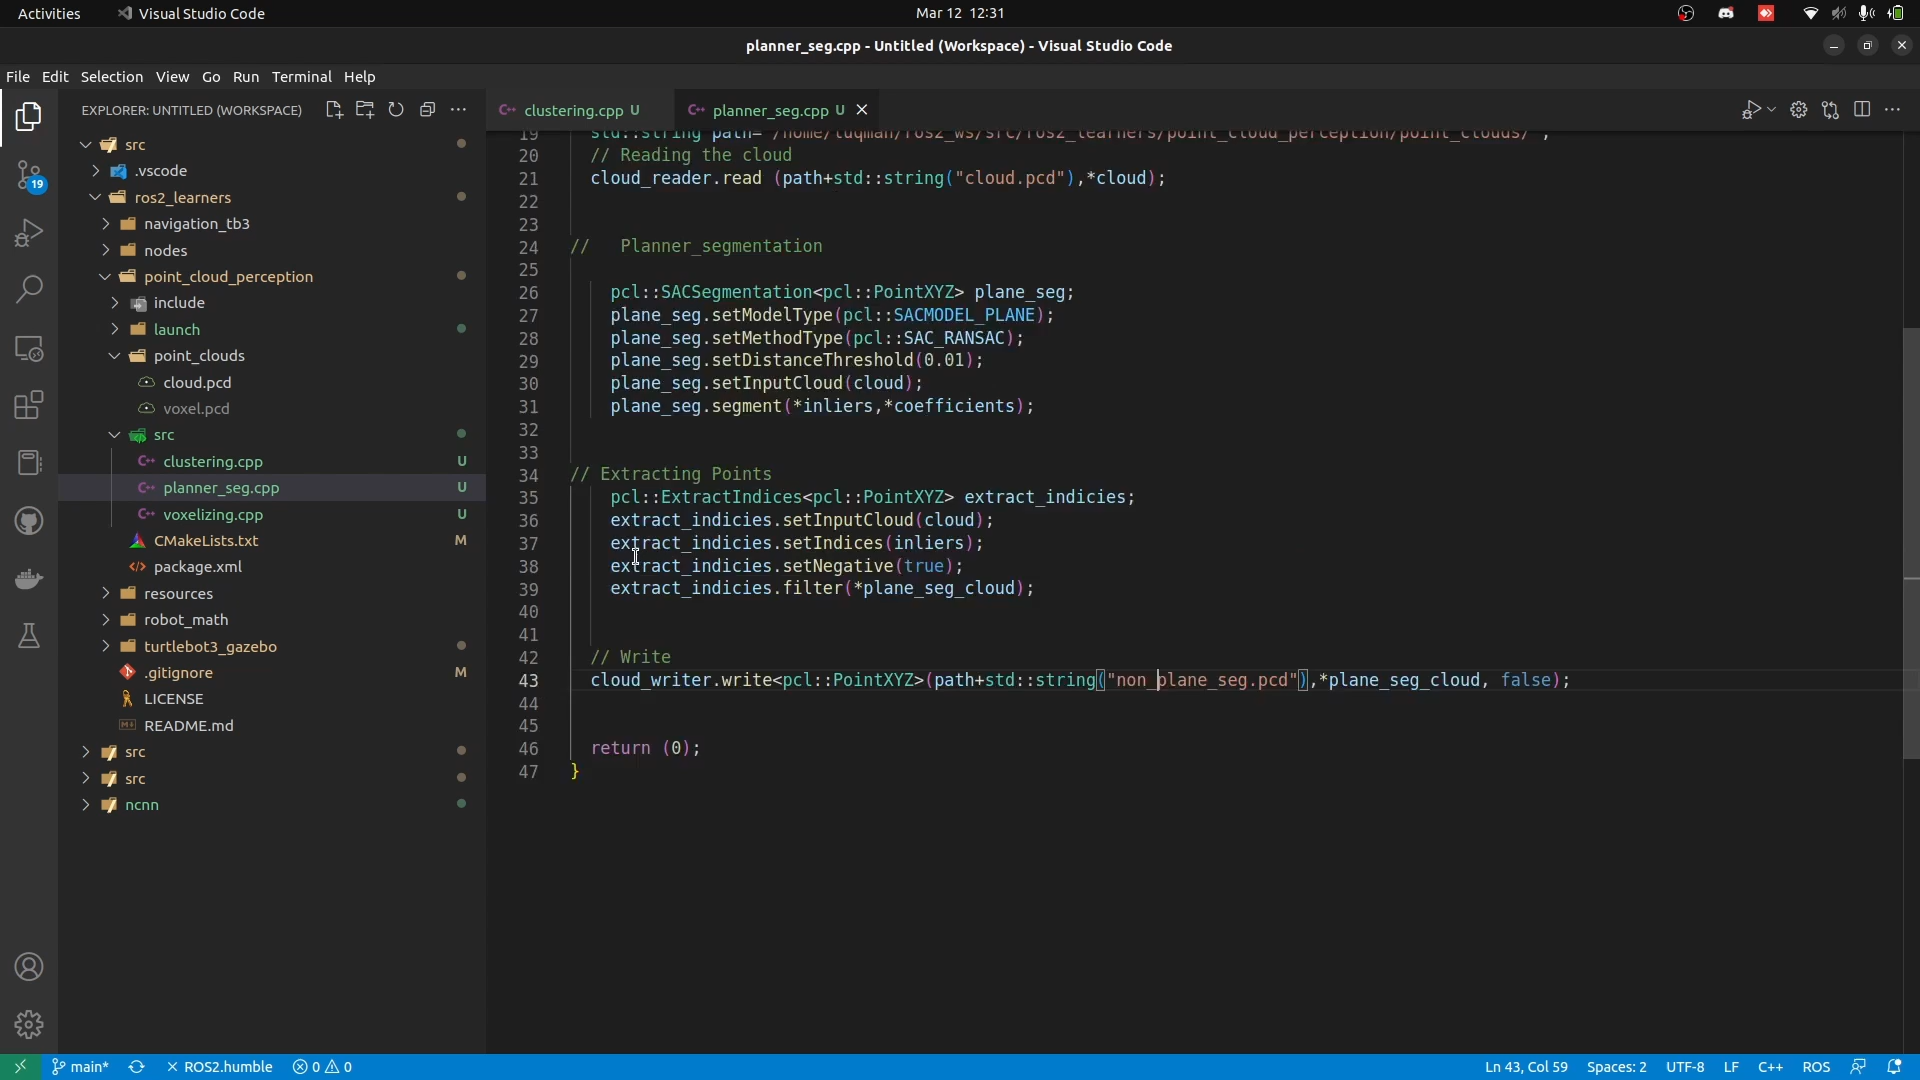 Activities
Visual Studio Code
Mar 12 12:31
planner_seg.cpp - Untitled (Workspace) - Visual Studio Code
File Edit Selection View Go Run Terminal Help
EXPLORER: UNTITLED (WORKSPACE)
clustering.cpp U
planner_seg.cpp U
19
src
.vscode
ros2_learners
navigation_tb3
nodes
point_cloud_perception
include
launch
point_clouds
cloud.pcd
voxel.pcd
src
clustering.cpp U
planner_seg.cpp U
voxelizing.cpp U
CMakeLists.txt M
package.xml
resources
robot_math
turtlebot3_gazebo
.gitignore M
LICENSE
README.md
src
src
ncnn
19 std::string path="/home/luqman/ros2_ws/src/ros2_learners/point_cloud_perception/point_clouds/";
20 // Reading the cloud
21 cloud_reader.read (path+std::string("cloud.pcd"),*cloud);
22
23
24 // Planner_segmentation
25
26 pcl::SACSegmentation<pcl::PointXYZ> plane_seg;
27 plane_seg.setModelType(pcl::SACMODEL_PLANE);
28 plane_seg.setMethodType(pcl::SAC_RANSAC);
29 plane_seg.setDistanceThreshold(0.01);
30 plane_seg.setInputCloud(cloud);
31 plane_seg.segment(*inliers,*coefficients);
32
33
34 // Extracting Points
35 pcl::ExtractIndices<pcl::PointXYZ> extract_indicies;
36 extract_indicies.setInputCloud(cloud);
37 extract_indicies.setIndices(inliers);
38 extract_indicies.setNegative(true);
39 extract_indicies.filter(*plane_seg_cloud);
40
41
42 // Write
43 cloud_writer.write<pcl::PointXYZ>(path+std::string("non_plane_seg.pcd"),*plane_seg_cloud, false);
44
45
46 return (0);
47 }
main* ROS2.humble 0 0
Ln 43, Col 59 Spaces: 2 UTF-8 LF C++ ROS